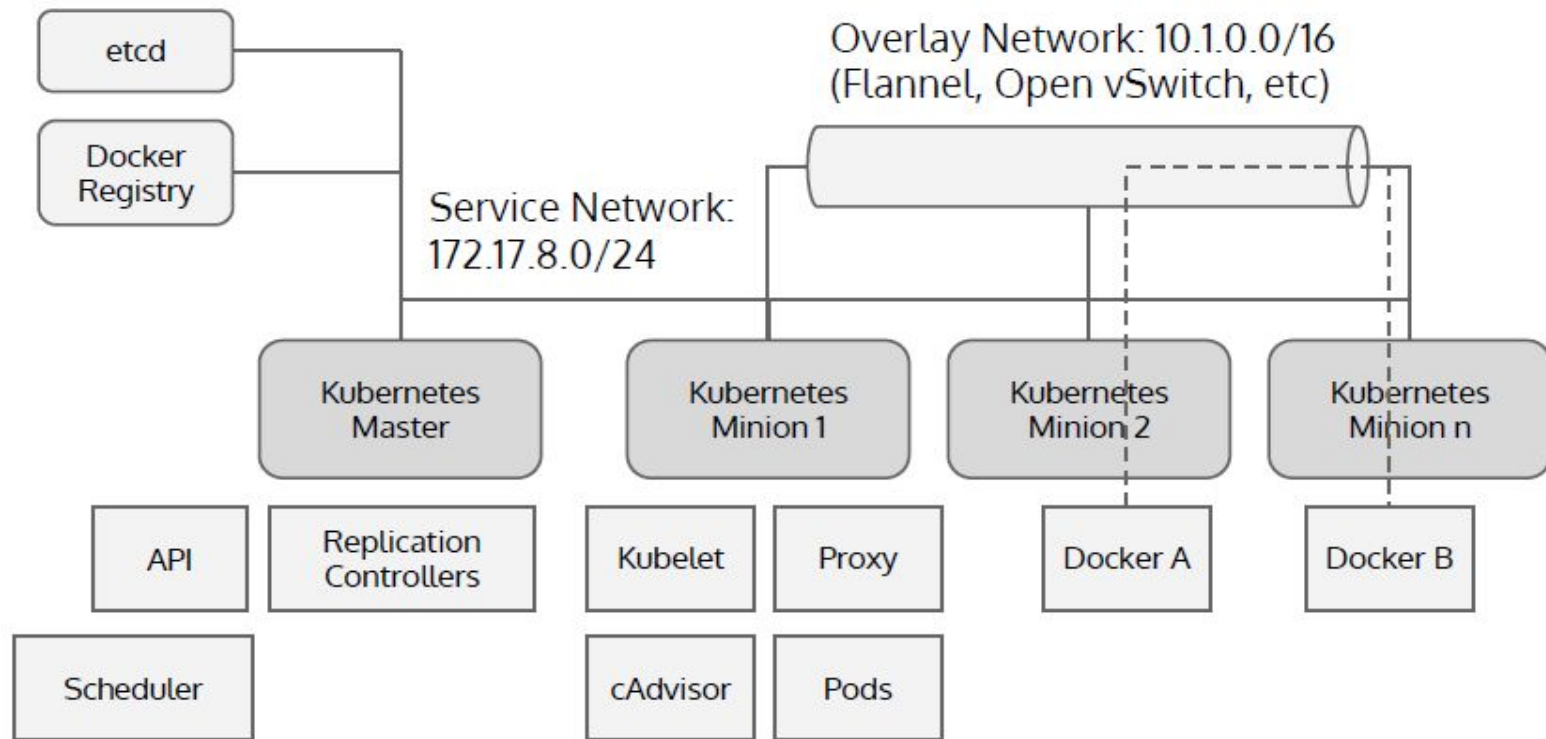 etcd
Overlay Network: 10.1.0.0/16
(Flannel, Open vSwitch, etc)
Docker
Registry
Service Network:
172.17.8.0/24
Kubernetes
Master
Kubernetes
Minion 1
Kubernetes
Minion 2
Kubernetes
Minion n
API
Replication
Controllers
Kubelet
Proxy
Docker A
Docker B
Scheduler
cAdvisor
Pods